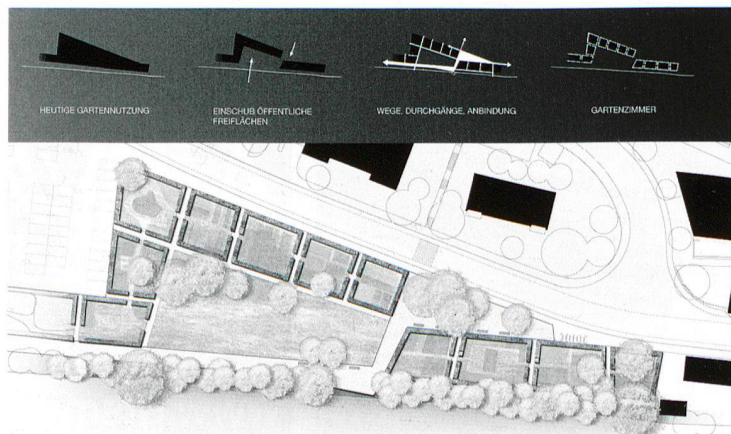 HEUTIGE GARTENNUTZUNG
EINSCHUB ÖFFENTLICHE
FREIFLÄCHEN
WEGE, DURCHGÄNGE, ANBINDUNG
GARTENZIMMER